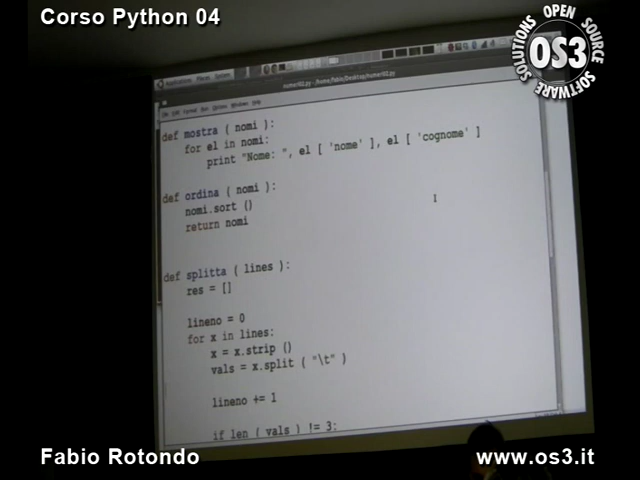 Corso Python 04
SOLUTIONS OPEN SOURCE SOFTWARE
OS3
def mostra ( nomi ):
for el in nomi:
print "Nome: ", el [ 'nome' ], el [ 'cognome' ]
def ordina ( nomi ):
nomi.sort ()
return nomi
def splitta ( lines ):
res = []
lineno = 0
for x in lines:
x = x.strip ()
vals = x.split ( "\t" )
lineno += 1
if len ( vals ) != 3:
Fabio Rotondo
www.os3.it